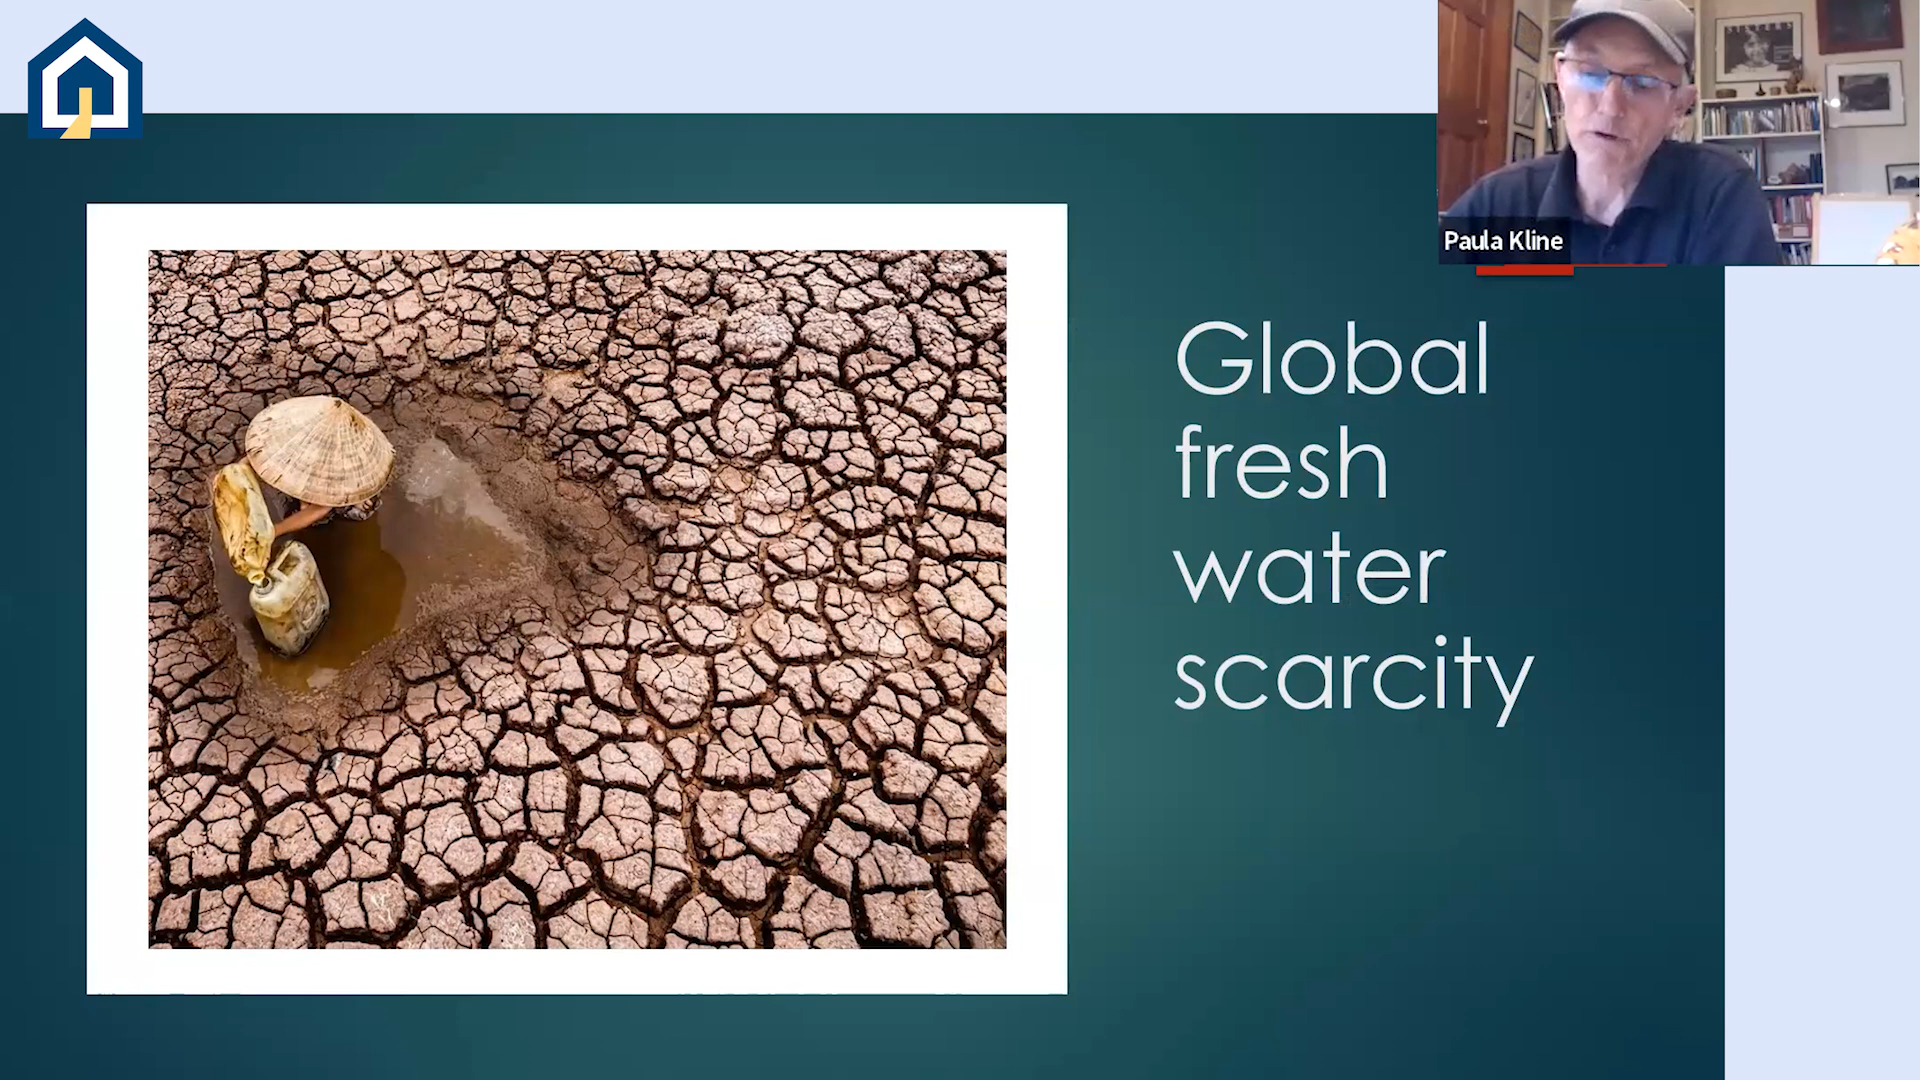 Paula Kline
Global
fresh
water
scarcity